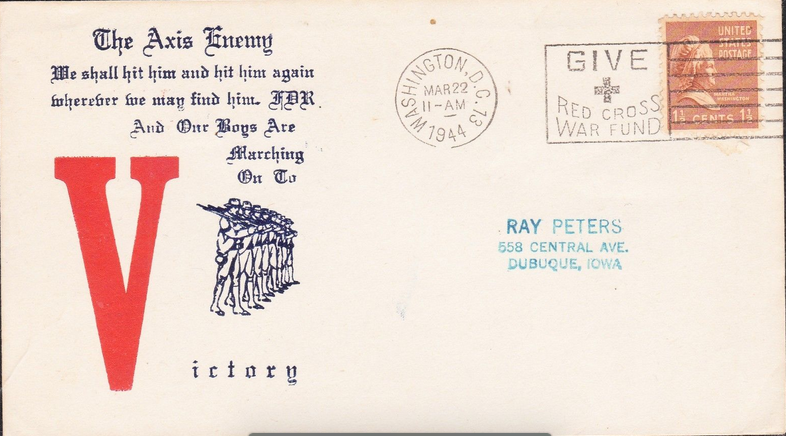 The Axis Enemy
We shall hit him and hit him again
wherever we may find him. FDR.
And Our Boys Are
Marching
On To
V
ictory
WASHINGTON, D.C. 13
MAR 22
11-AM
1944
GIVE
RED CROSS
WAR FUND
UNITED
STATES
POSTAGE
MARTHA
WASHINGTON
1½ CENTS 1½
RAY PETERS
558 CENTRAL AVE.
DUBUQUE, IOWA